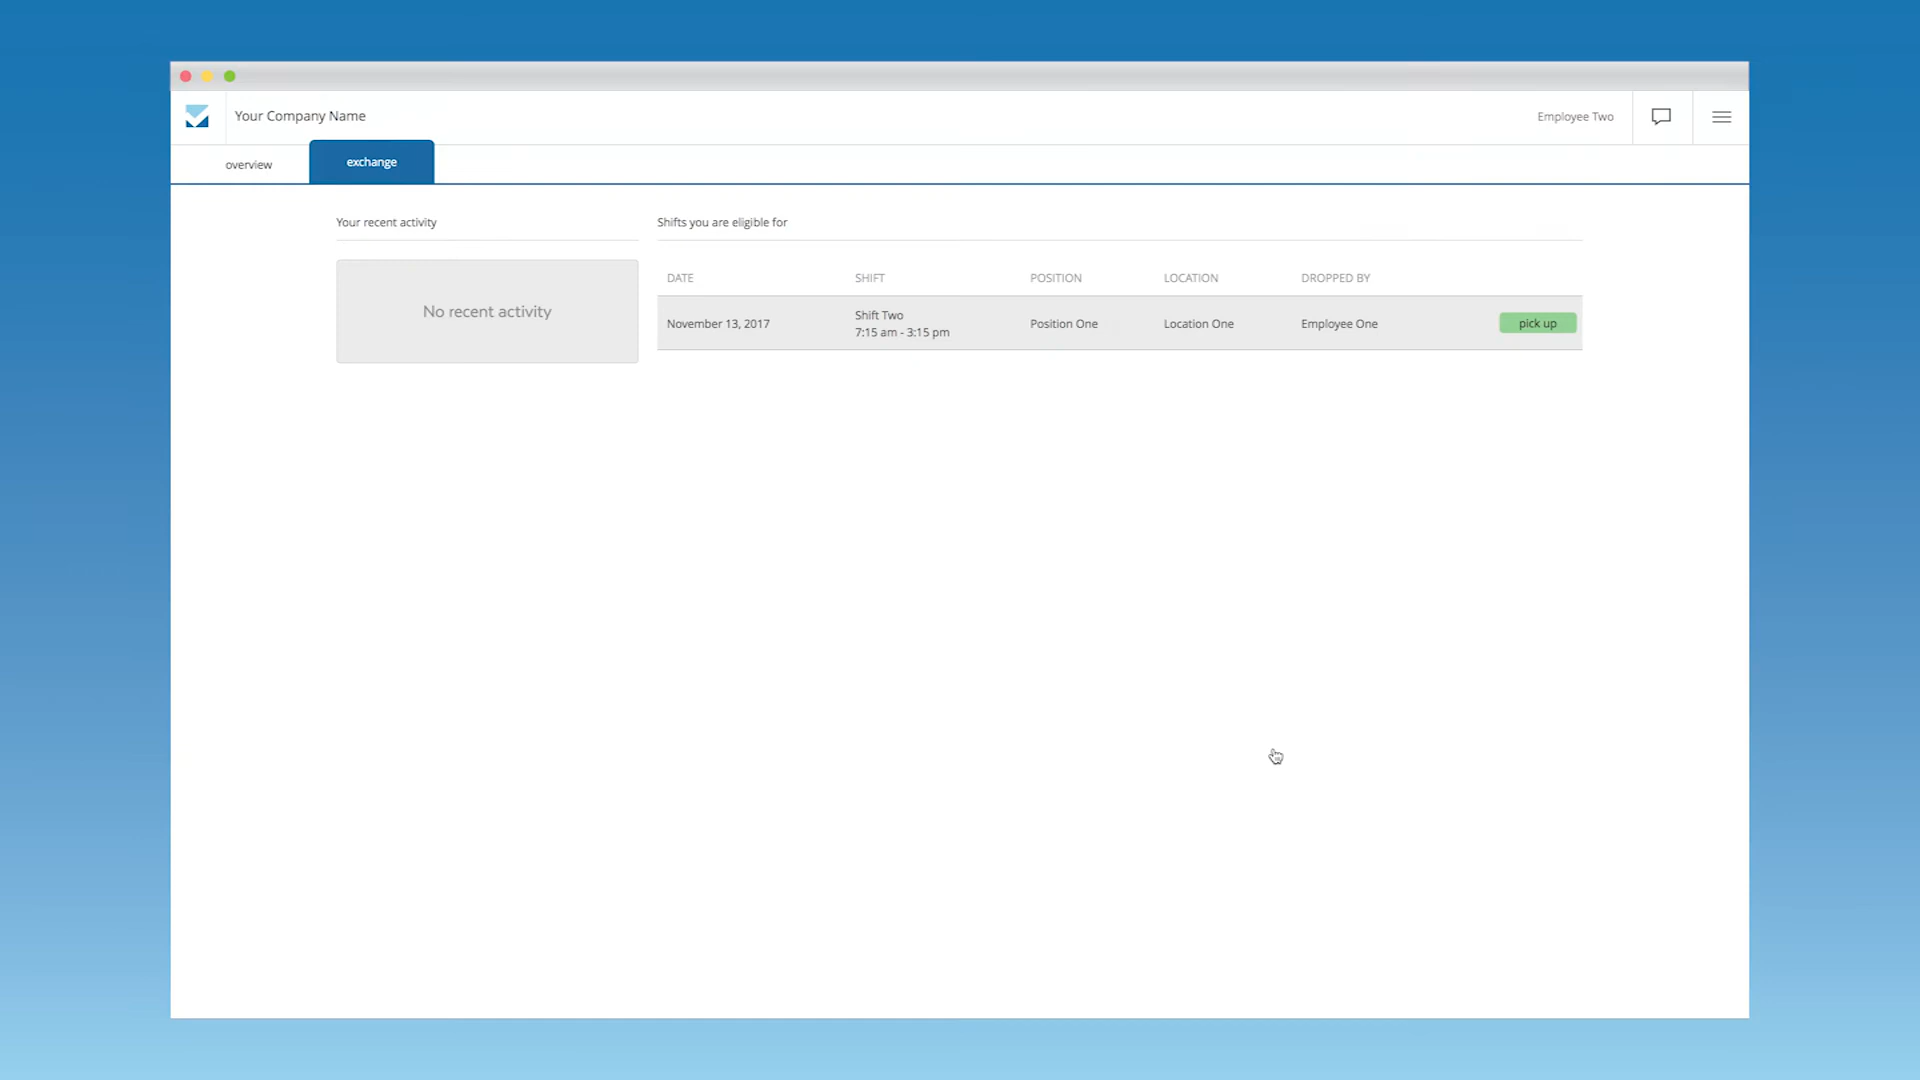 Your Company Name
Employee Two
overview
exchange
Your recent activity
Shifts you are eligible for
DATE SHIFT POSITION LOCATION DROPPED BY
No recent activity
November 13, 2017
Shift Two
7:15 am - 3:15 pm
Position One
Location One
Employee One
pick up